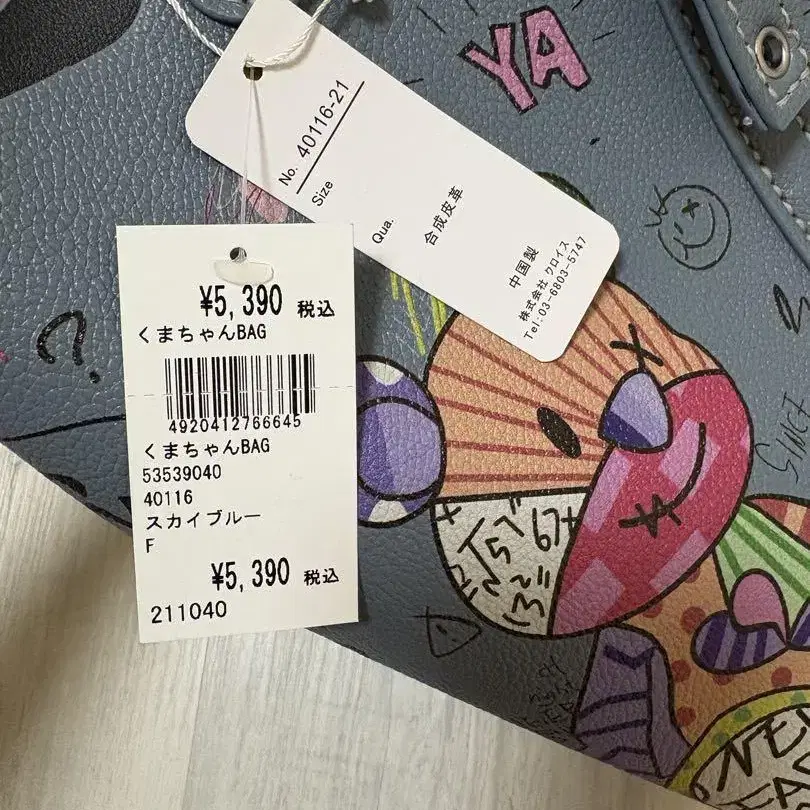 YA
No. 40116-21
Size
Qua.
合成皮革
中国製
株式会社 クロイス
Tel:03-6803-5747
¥5,390 税込
くまちゃんBAG
4920412766645
くまちゃんBAG
53539040
40116
スカイブルー
F
¥5,390 税込
211040
67+